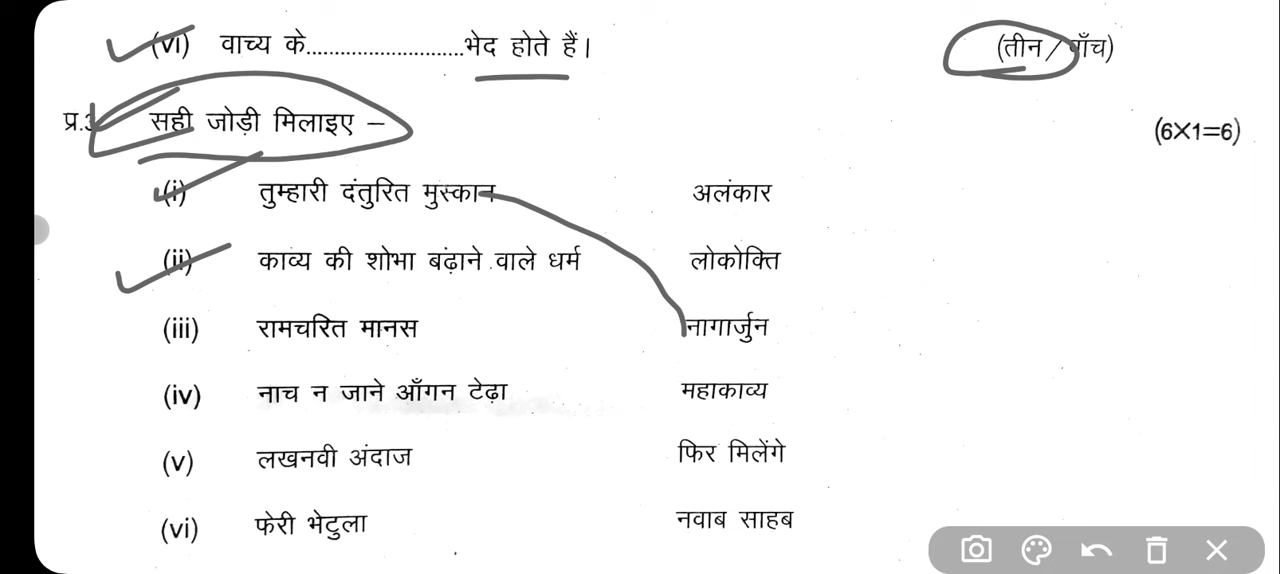 (vi) वाच्य के...........................भेद होते हैं। (तीन / पाँच)
प्र.3 सही जोड़ी मिलाइए – (6×1=6)
(i) तुम्हारी दंतुरित मुस्कान अलंकार
(ii) काव्य की शोभा बढ़ाने वाले धर्म लोकोक्ति
(iii) रामचरित मानस नागार्जुन
(iv) नाच न जाने आँगन टेढ़ा महाकाव्य
(v) लखनवी अंदाज फिर मिलेंगे
(vi) फेरी भेटुला नवाब साहब